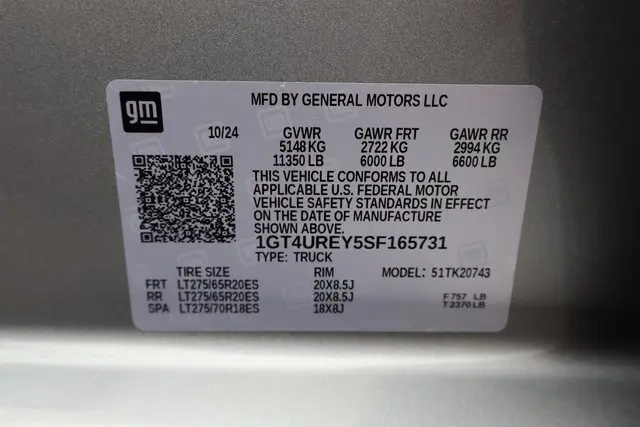 gm
MFD BY GENERAL MOTORS LLC
10/24 GVWR GAWR FRT GAWR RR
5148 KG 2722 KG 2994 KG
11350 LB 6000 LB 6600 LB
THIS VEHICLE CONFORMS TO ALL
APPLICABLE U.S. FEDERAL MOTOR
VEHICLE SAFETY STANDARDS IN EFFECT
ON THE DATE OF MANUFACTURE
SHOWN ABOVE.
1GT4UREY5SF165731
TYPE: TRUCK
TIRE SIZE RIM MODEL: 51TK20743
FRT LT275/65R20ES 20X8.5J
RR LT275/65R20ES 20X8.5J F 757 LB
SPA LT275/70R18ES 18X8J T 2370 LB